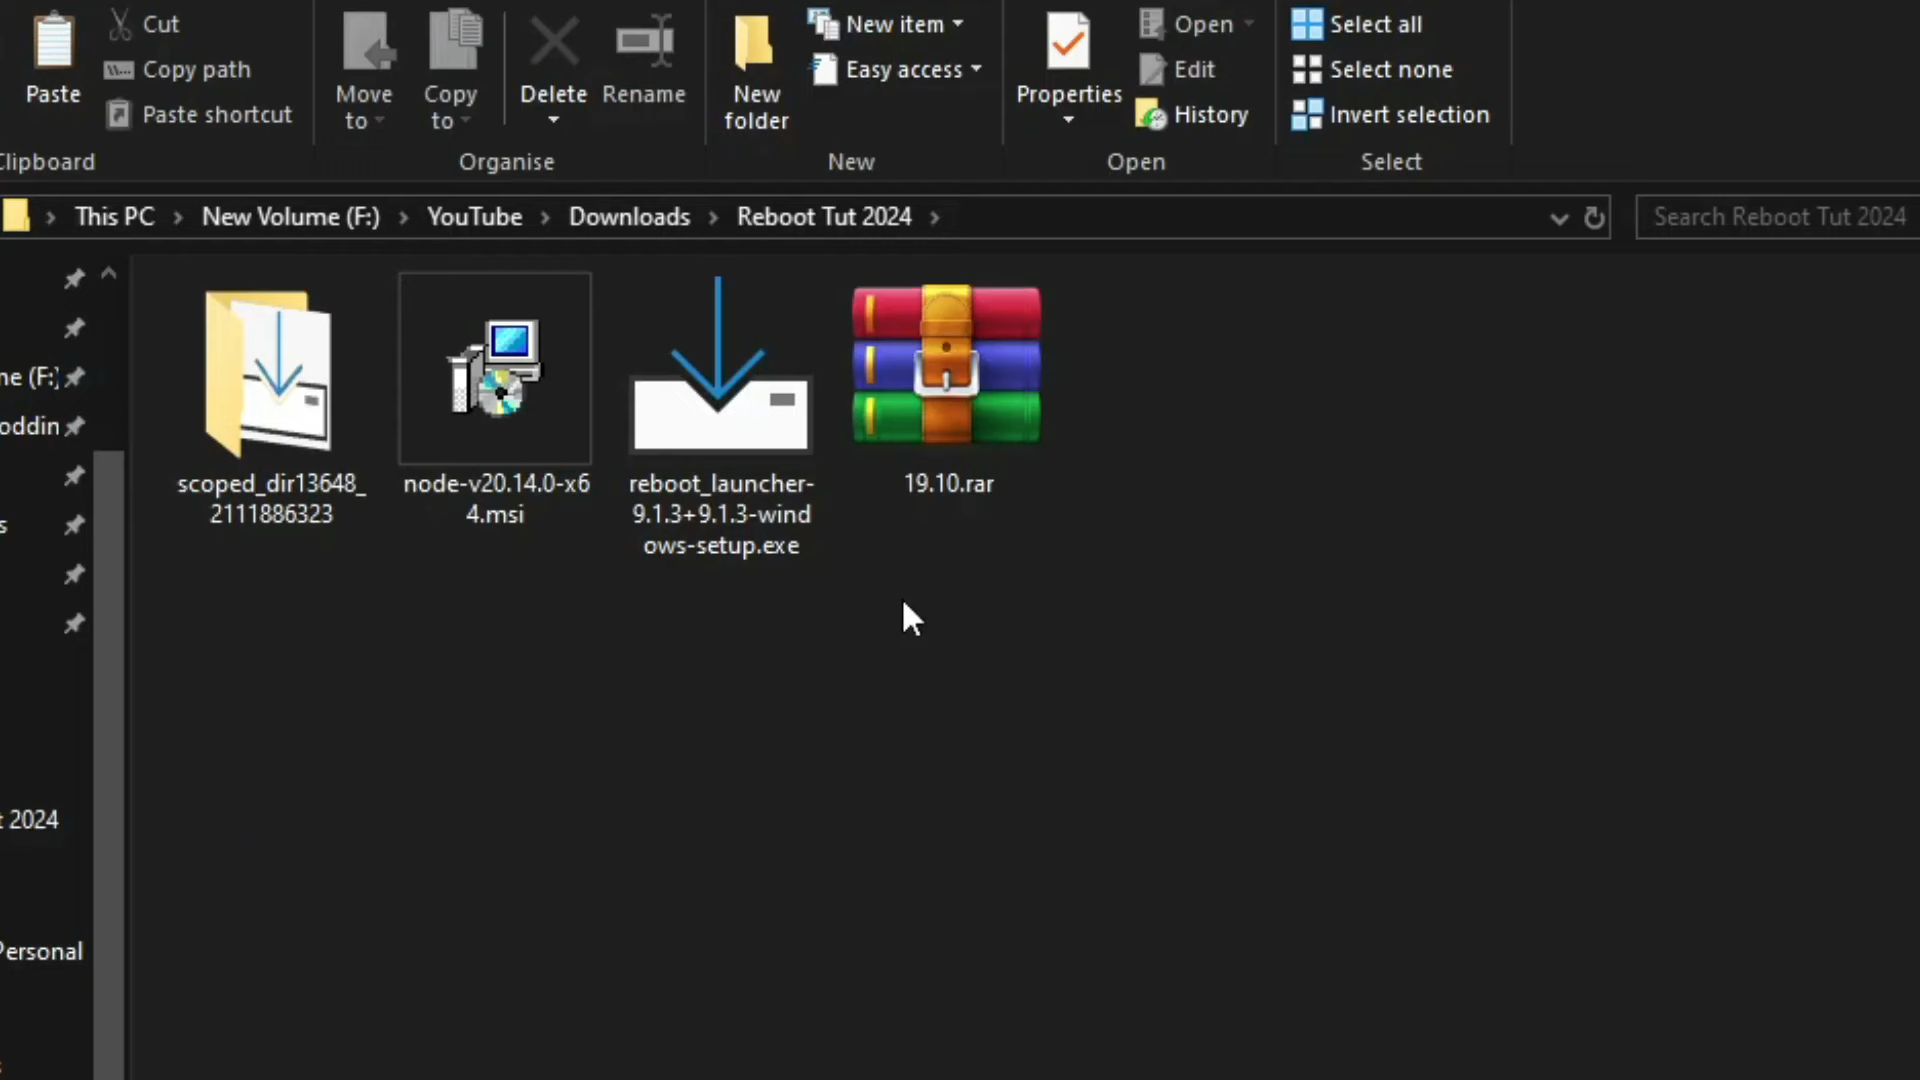 Cut
Copy path
Paste shortcut
Paste
Clipboard
Move
to
Copy
to
Delete
Rename
Organise
New
folder
New item
Easy access
New
Properties
Open
Edit
History
Open
Select all
Select none
Invert selection
Select
This PC > New Volume (F:) > YouTube > Downloads > Reboot Tut 2024 >
Search Reboot Tut 2024
me (F:)
oddin
s
t 2024
Personal
scoped_dir13648_
2111886323
node-v20.14.0-x6
4.msi
reboot_launcher-
9.1.3+9.1.3-wind
ows-setup.exe
19.10.rar